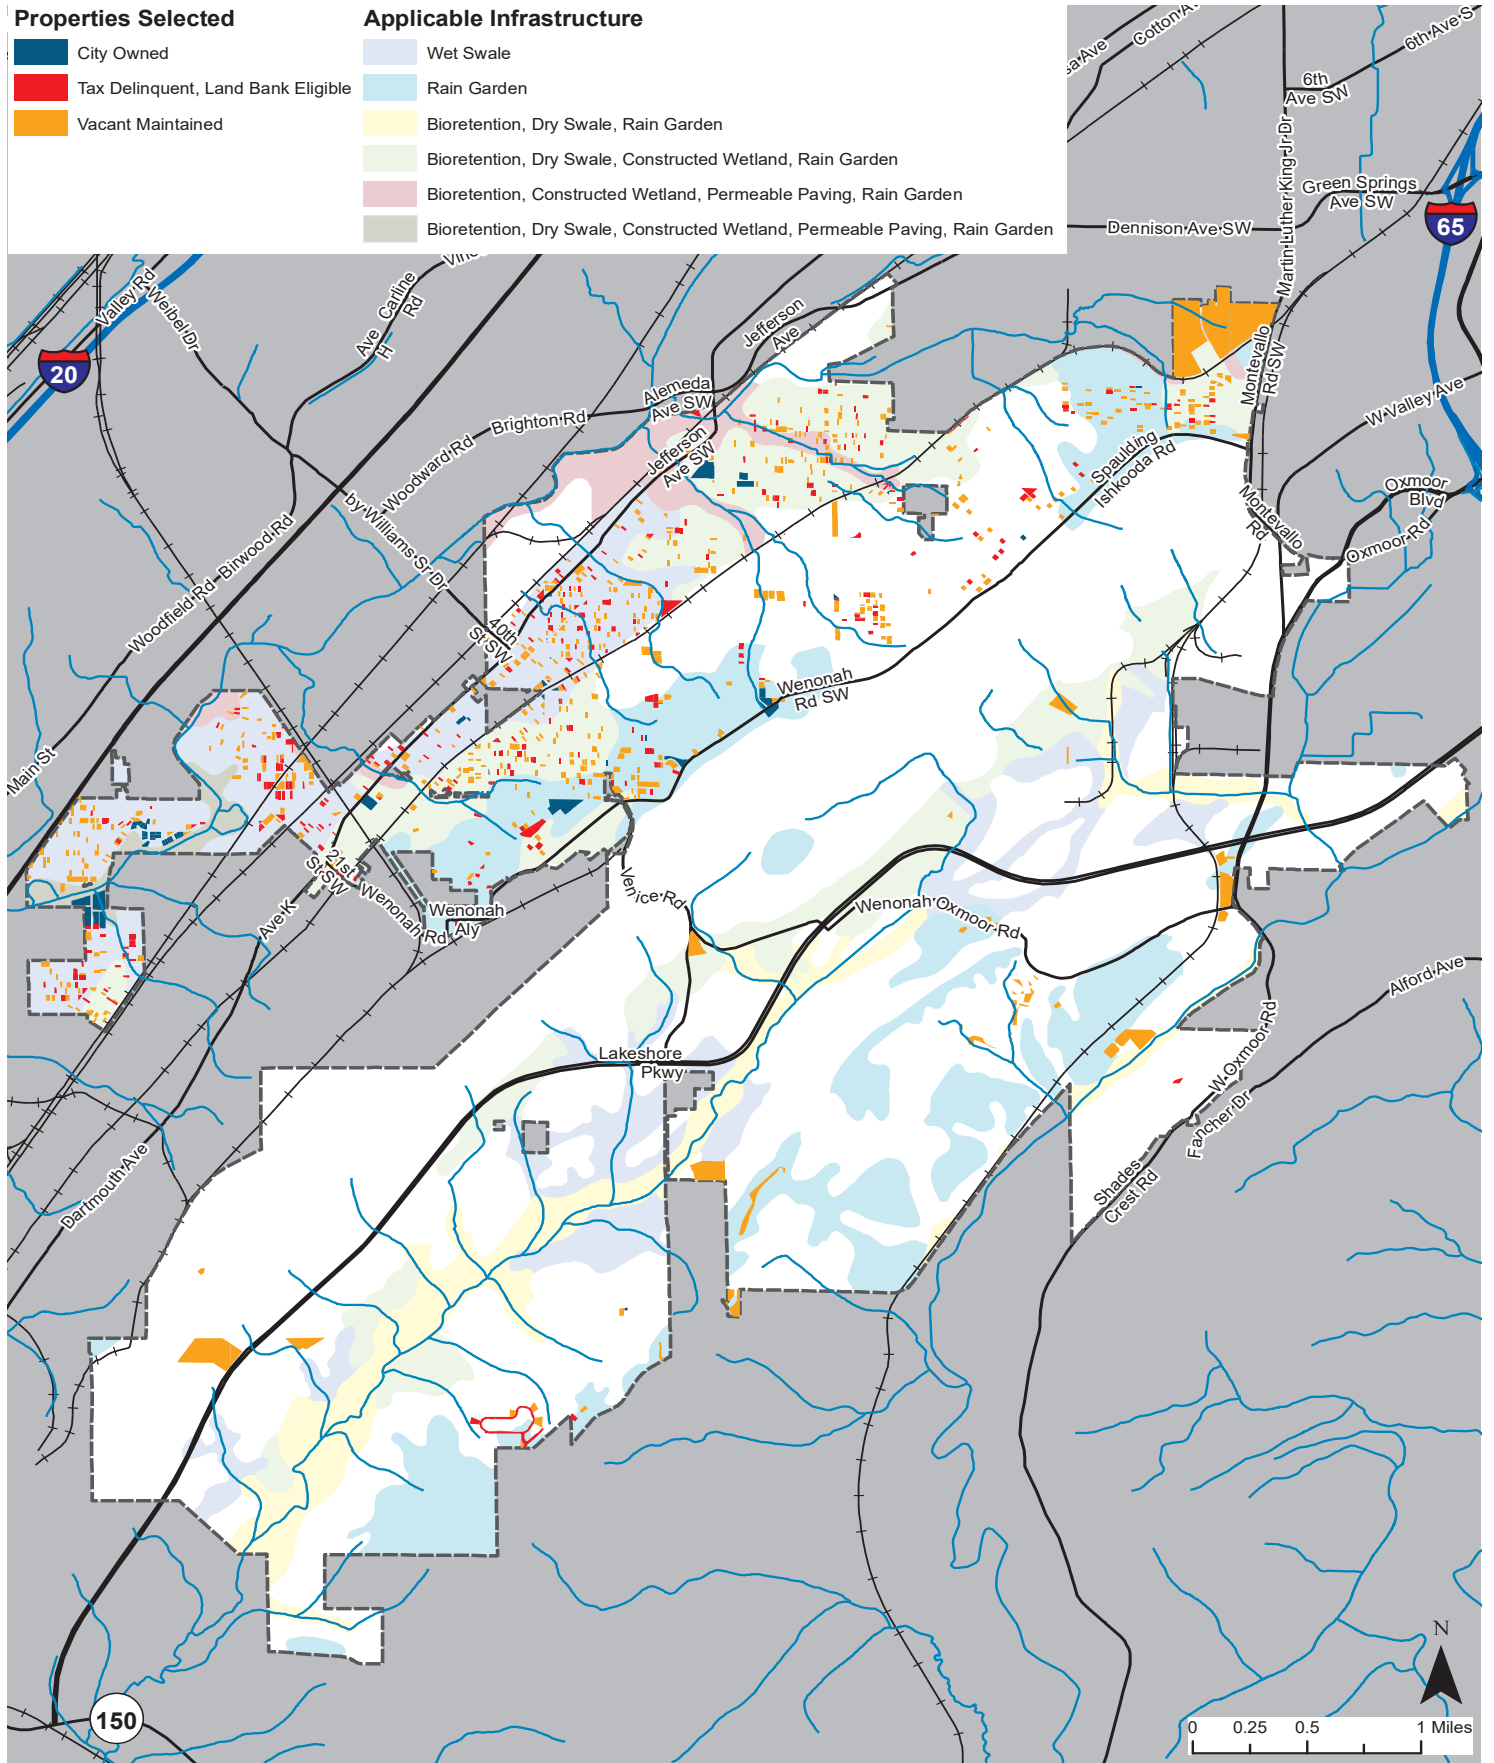 Properties Selected
City Owned
Tax Delinquent, Land Bank Eligible
Vacant Maintained
Applicable Infrastructure
Wet Swale
Rain Garden
Bioretention, Dry Swale, Rain Garden
Bioretention, Dry Swale, Constructed Wetland, Rain Garden
Bioretention, Constructed Wetland, Permeable Paving, Rain Garden
Bioretention, Dry Swale, Constructed Wetland, Permeable Paving, Rain Garden
6th Ave S
6th
Ave SW
Martin Luther King Jr Dr
Green Springs
Ave SW
Dennison Ave SW
65
Valley Rd
Weibel Dr
Carline
Rd
Ave
H
20
Jefferson
Ave
Alemeda
Ave SW
Brighton Rd
Woodward Rd
Jefferson
Ave SW
Montevallo
Rd SW
W Valley Ave
Spaulding
Ishkooda Rd
Oxmoor
Blvd
Oxmoor Rd
Montevallo
Rd
by Williams Sr Dr
Birwood Rd
Woodfield Rd
40th
St SW
Wenonah
Rd SW
Main St
21st
St SW
Wenonah Rd
Wenonah
Aly
Ave K
Venice Rd
Wenonah Oxmoor Rd
Alford Ave
Lakeshore
Pkwy
W Oxmoor Rd
Fancher Dr
Shades
Crest Rd
Dartmouth Ave
150
N
0 0.25 0.5 1 Miles